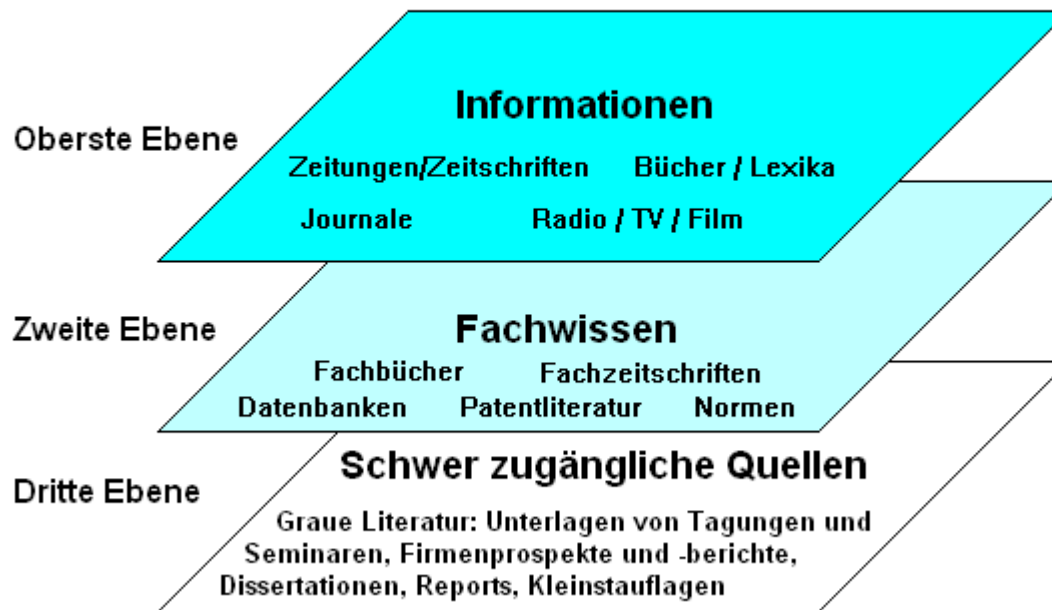 Informationen
Oberste Ebene
Zeitungen/Zeitschriften Bücher / Lexika
Journale Radio / TV / Film
Zweite Ebene
Fachwissen
Fachbücher Fachzeitschriften
Datenbanken Patentliteratur Normen
Schwer zugängliche Quellen
Dritte Ebene
Graue Literatur: Unterlagen von Tagungen und
Seminaren, Firmenprospekte und -berichte,
Dissertationen, Reports, Kleinstauflagen